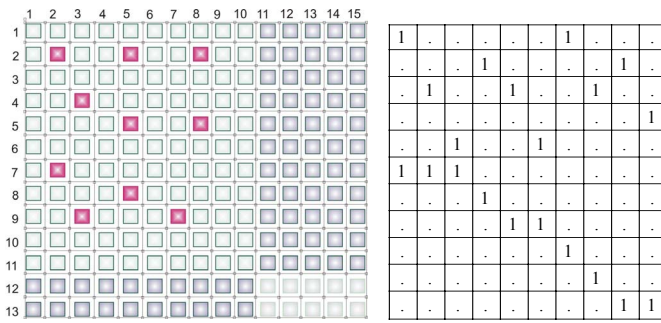 1 2 3 4 5 6 7 8 9 10 11 12 13 14 15
1
2
3
4
5
6
7
8
9
10
11
12
13
1 . . . . . 1 . . .
. . . 1 . . . . 1 .
. 1 . . 1 . . 1 . .
. . . . . . . . . 1
. . 1 . . 1 . . . .
1 1 1 . . . . . . .
. . . 1 . . . . . .
. . . . 1 1 . . . .
. . . . . . 1 . . .
. . . . . . . 1 . .
. . . . . . . . 1 1